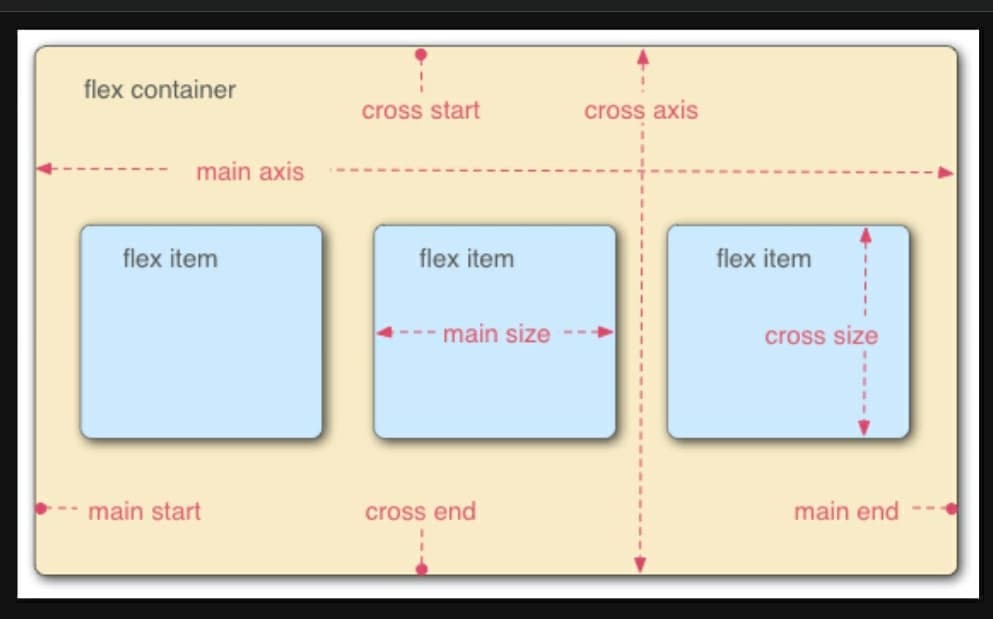 flex container
cross start
cross axis
main axis
flex item
flex item
flex item
main size
cross size
main start
cross end
main end